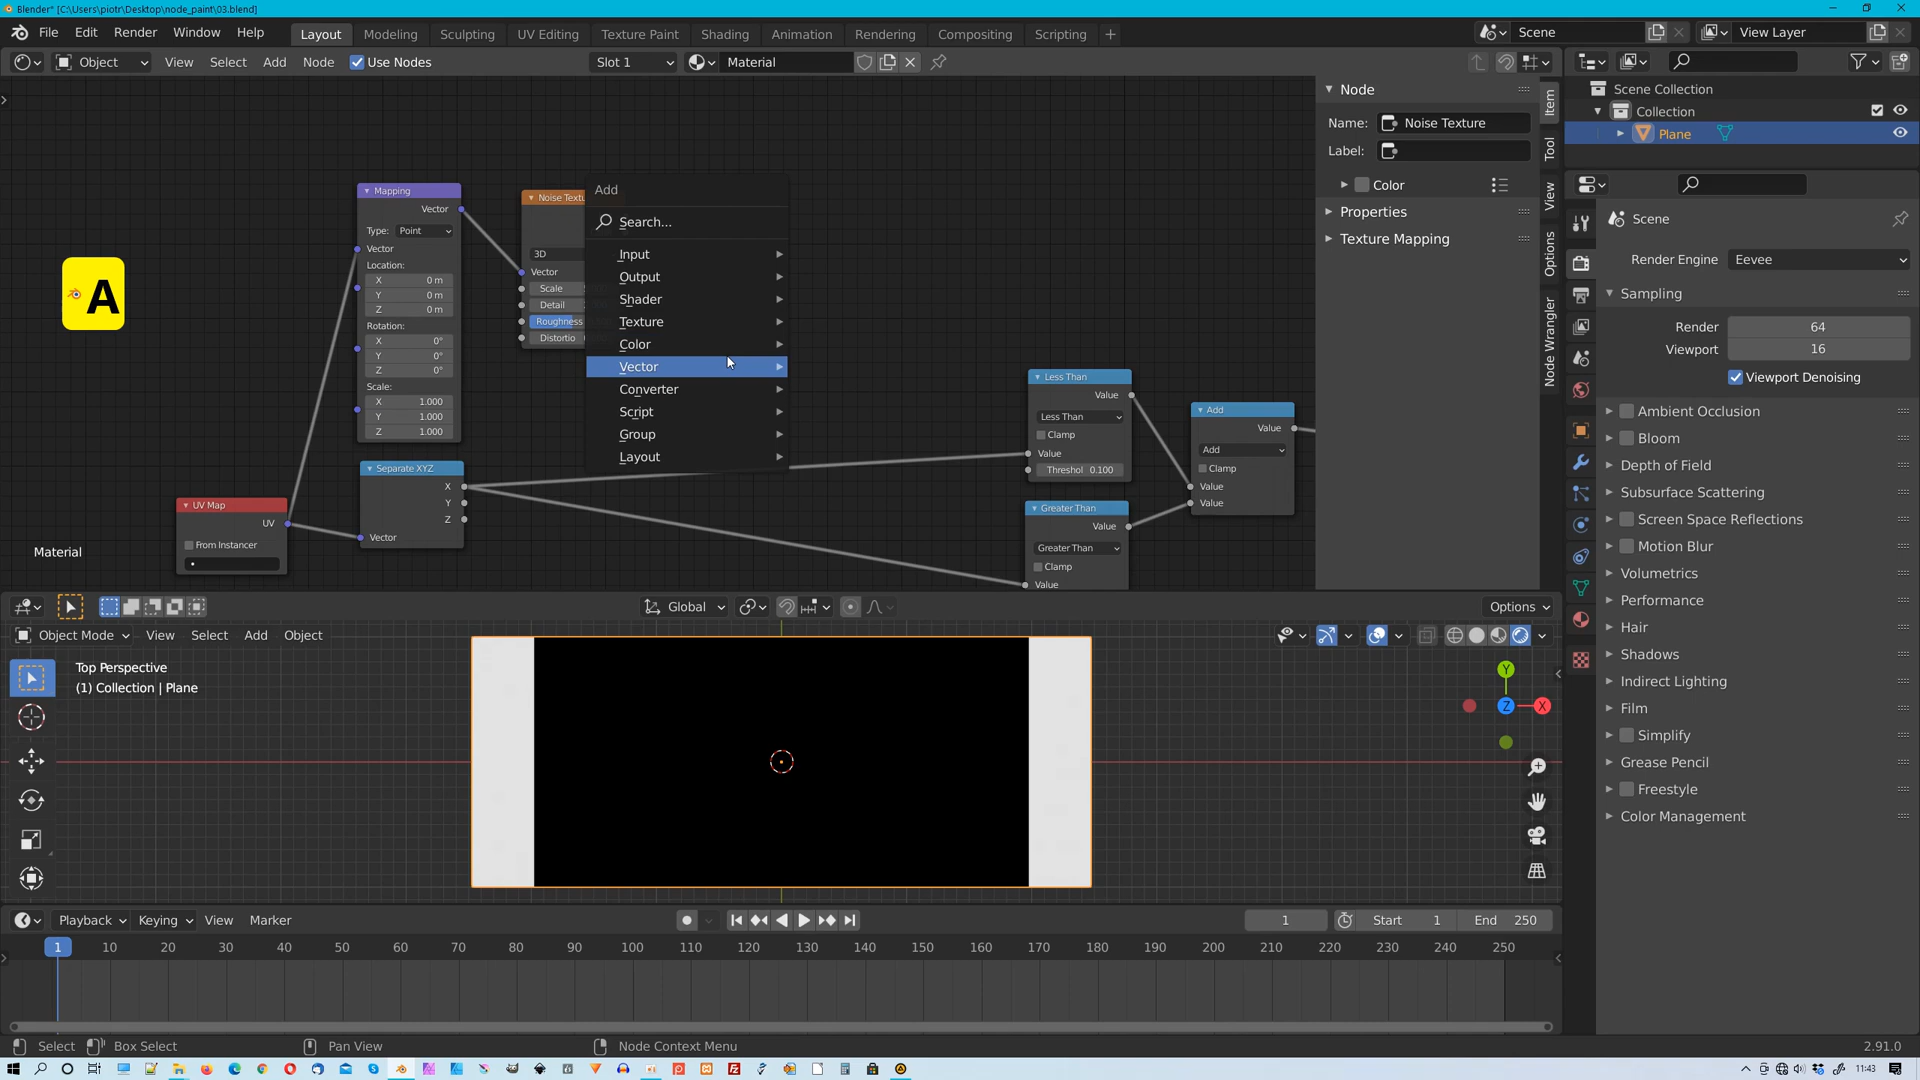 Blender* [C:\Users\piotr\Desktop\node_paint\03.blend]
File Edit Render Window Help
Layout Modeling Sculpting UV Editing Texture Paint Shading Animation Rendering Compositing Scripting
Scene
View Layer
Object View Select Add Node Use Nodes Slot 1 Material
Scene Collection
Collection
Plane
Node
Name: Noise Texture
Label:
Color
Properties
Texture Mapping
Item
Tool
View
Options
Node Wrangler
A
Mapping
Vector
Type: Point
Vector
Location:
X 0 m
Y 0 m
Z 0 m
Rotation:
X 0°
Y 0°
Z 0°
Scale:
X 1.000
Y 1.000
Z 1.000
Noise Textu
3D
Vector
Scale
Detail
Roughness
Distortio
Add
Search...
Input
Output
Shader
Texture
Color
Vector
Converter
Script
Group
Layout
Separate XYZ
X
Y
Z
Vector
UV Map
UV
From Instancer
Less Than
Value
Less Than
Clamp
Value
Threshol 0.100
Greater Than
Value
Greater Than
Clamp
Value
Add
Value
Add
Clamp
Value
Value
Material
Scene
Render Engine Eevee
Sampling
Render 64
Viewport 16
Viewport Denoising
Ambient Occlusion
Bloom
Depth of Field
Subsurface Scattering
Screen Space Reflections
Motion Blur
Volumetrics
Performance
Hair
Shadows
Indirect Lighting
Film
Simplify
Grease Pencil
Freestyle
Color Management
Global
Options
Object Mode View Select Add Object
Top Perspective
(1) Collection | Plane
Y
Z
X
Playback Keying View Marker
1
Start 1
End 250
1 10 20 30 40 50 60 70 80 90 100 110 120 130 140 150 160 170 180 190 200 210 220 230 240 250
Select
Box Select
Pan View
Node Context Menu
2.91.0
11:43